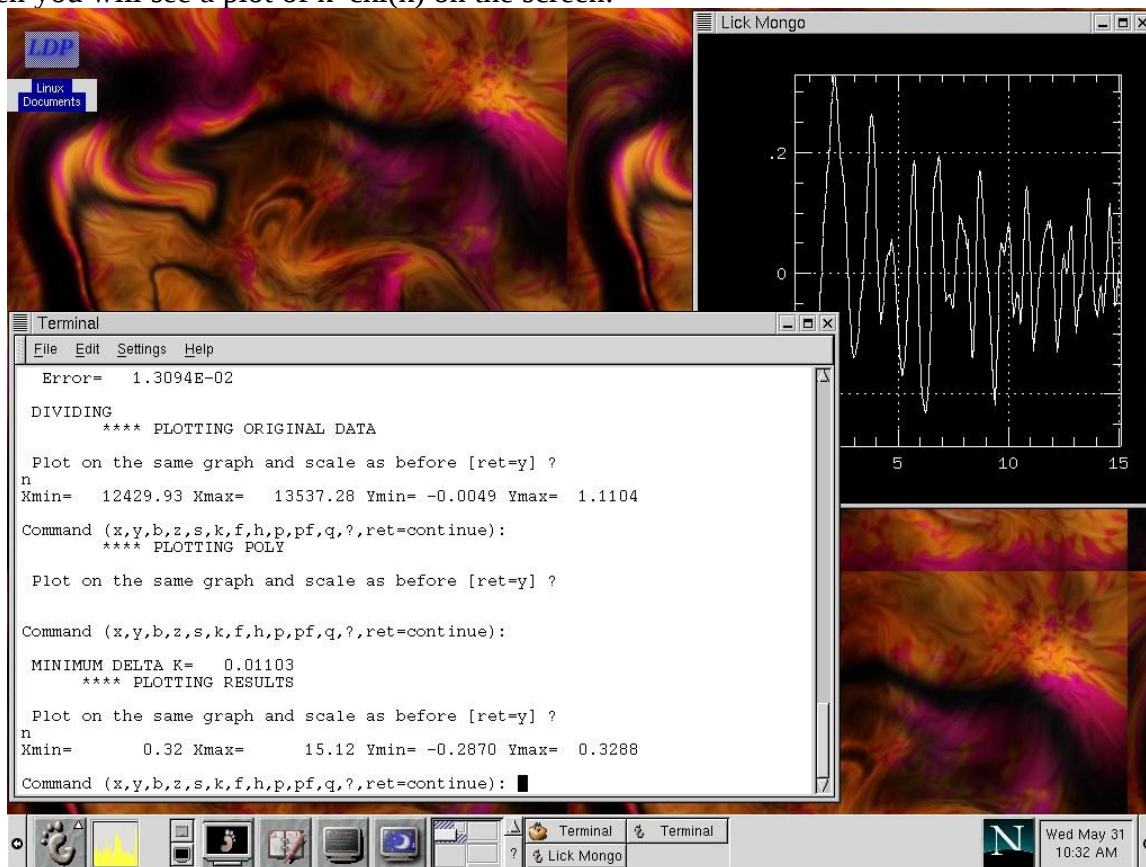 LDP
Linux
Documents
Lick Mongo
.2
0
5 10 15
Terminal
File Edit Settings Help
Error= 1.3094E-02
DIVIDING
**** PLOTTING ORIGINAL DATA
Plot on the same graph and scale as before [ret=y] ?
n
Xmin= 12429.93 Xmax= 13537.28 Ymin= -0.0049 Ymax= 1.1104
Command (x,y,b,z,s,k,f,h,p,pf,q,?,ret=continue):
**** PLOTTING POLY
Plot on the same graph and scale as before [ret=y] ?
Command (x,y,b,z,s,k,f,h,p,pf,q,?,ret=continue):
MINIMUM DELTA K= 0.01103
**** PLOTTING RESULTS
Plot on the same graph and scale as before [ret=y] ?
n
Xmin= 0.32 Xmax= 15.12 Ymin= -0.2870 Ymax= 0.3288
Command (x,y,b,z,s,k,f,h,p,pf,q,?,ret=continue):
? Terminal Terminal
Lick Mongo
N
Wed May 31
10:32 AM